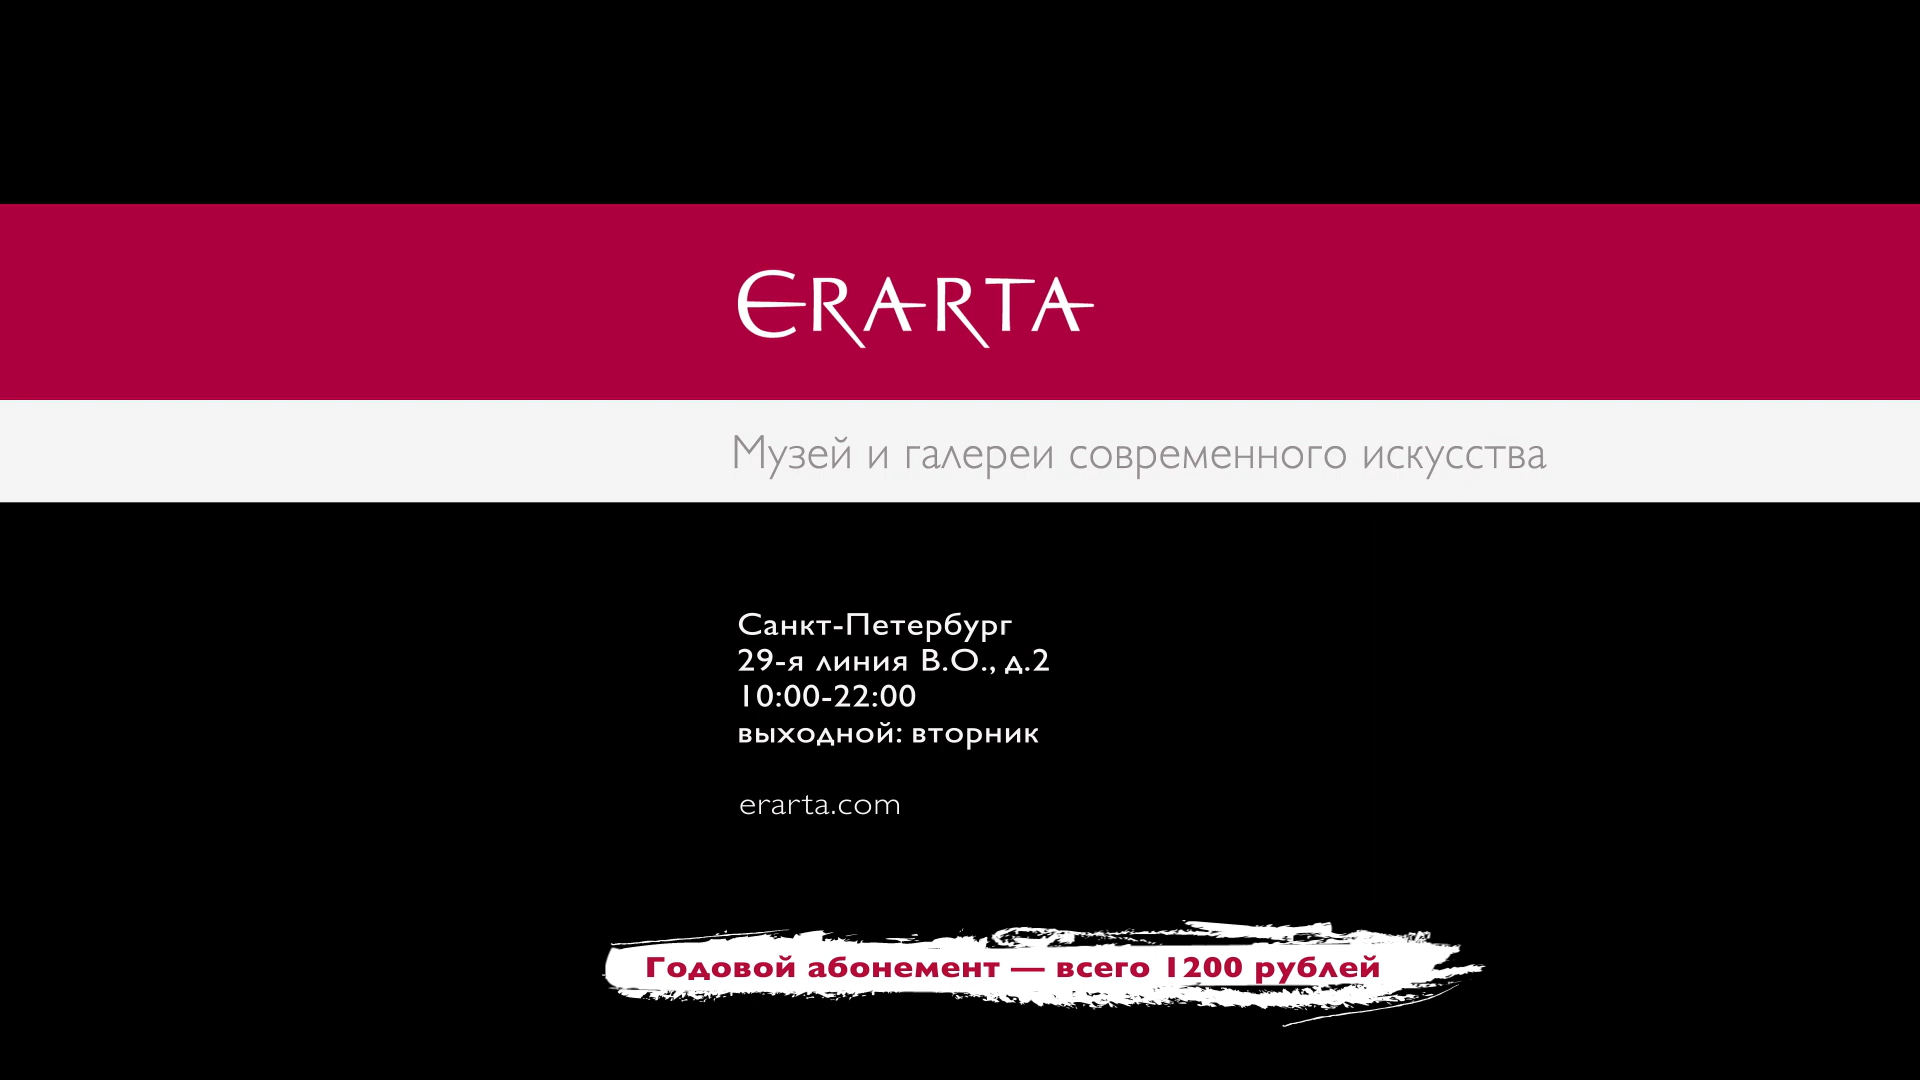 ERARTA
Музей и галереи современного искусства
Санкт-Петербург
29-я линия В.О., д.2
10:00-22:00
выходной: вторник
erarta.com
Годовой абонемент — всего 1200 рублей